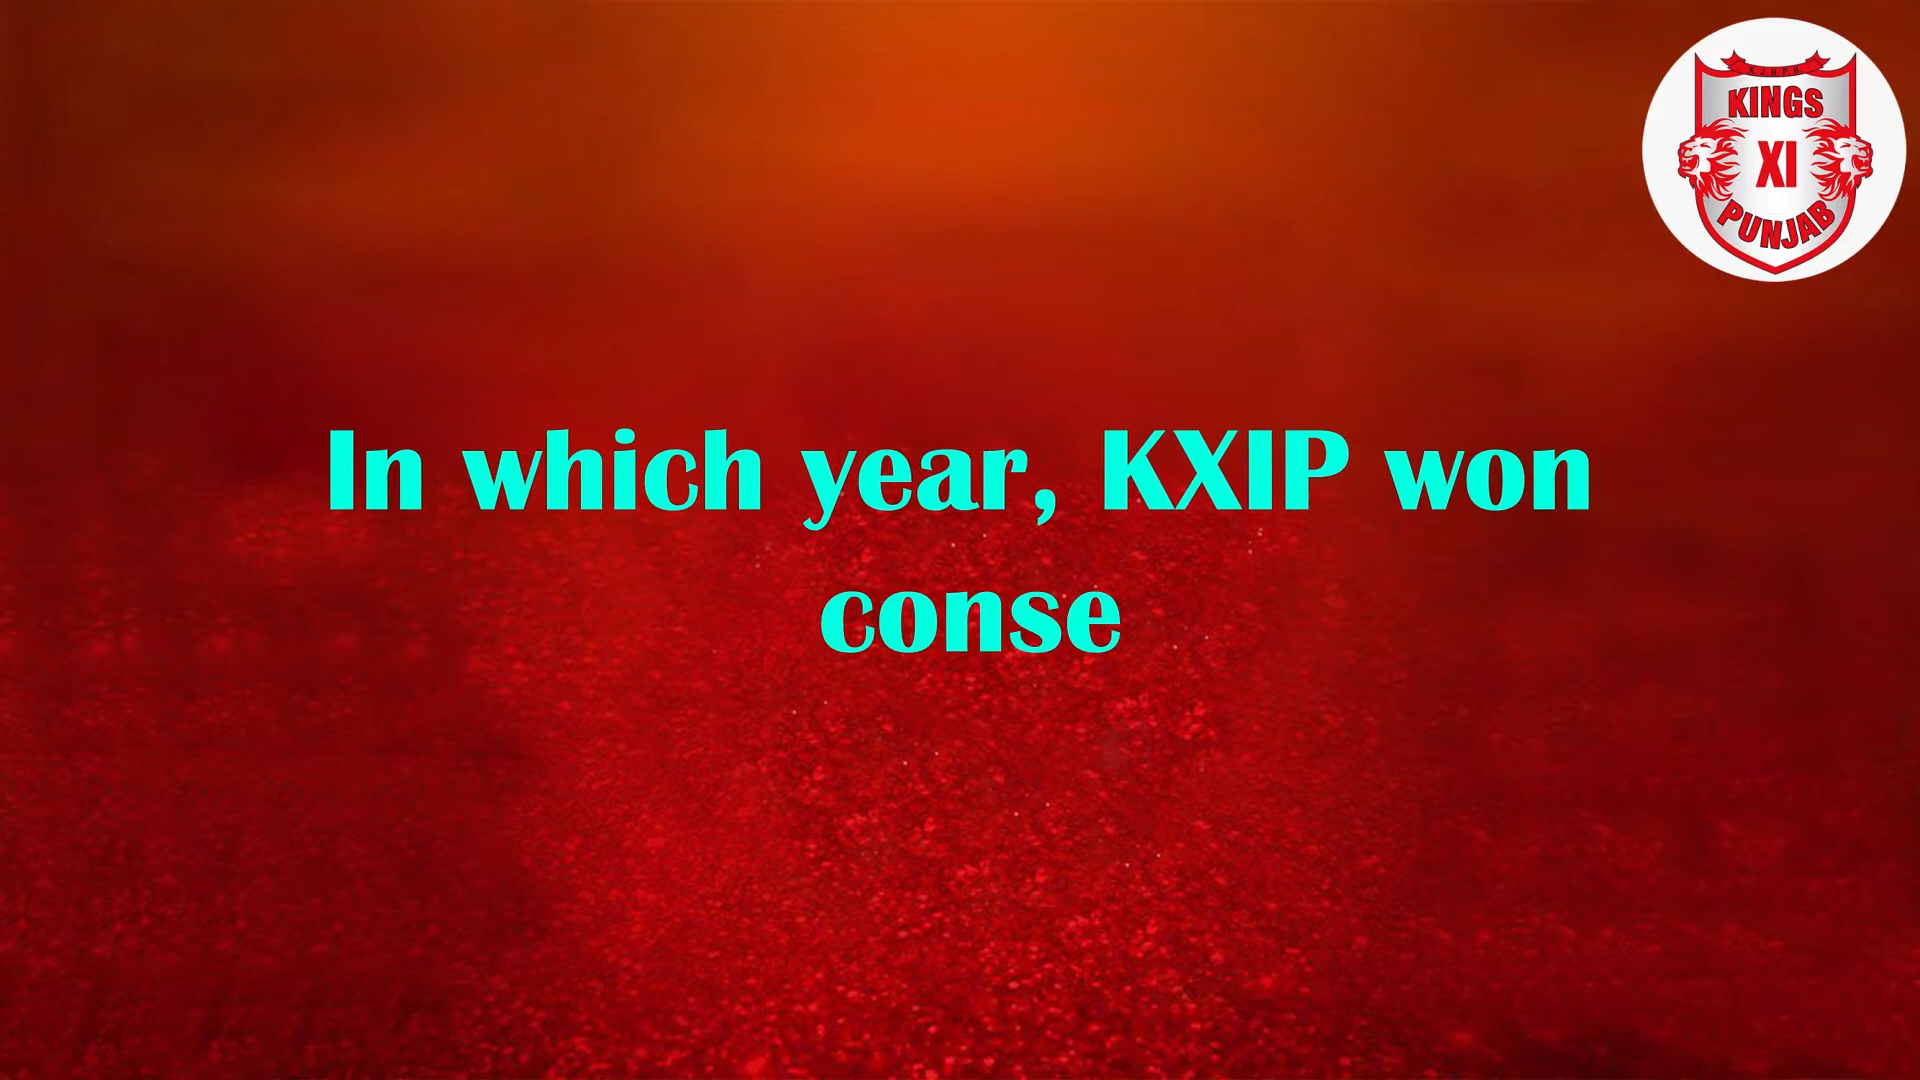 KINGS
XI
PUNJAB
In which year, KXIP won
conse